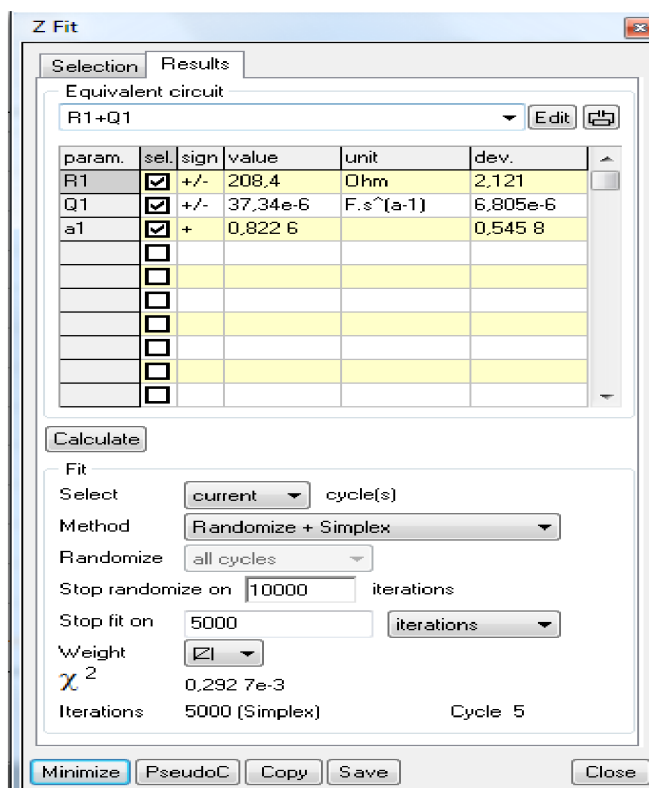 Z Fit
Selection Results
Equivalent circuit
R1+Q1 Edit
param. sel. sign value unit dev.
R1 +/- 208,4 Ohm 2,121
Q1 +/- 37,34e-6 F.s^(a-1) 6,805e-6
a1 + 0,822 6 0,545 8
Calculate
Fit
Select current cycle(s)
Method Randomize + Simplex
Randomize all cycles
Stop randomize on 10000 iterations
Stop fit on 5000 iterations
Weight |Z|
χ 2 0,292 7e-3
Iterations 5000 (Simplex) Cycle 5
Minimize PseudoC Copy Save Close